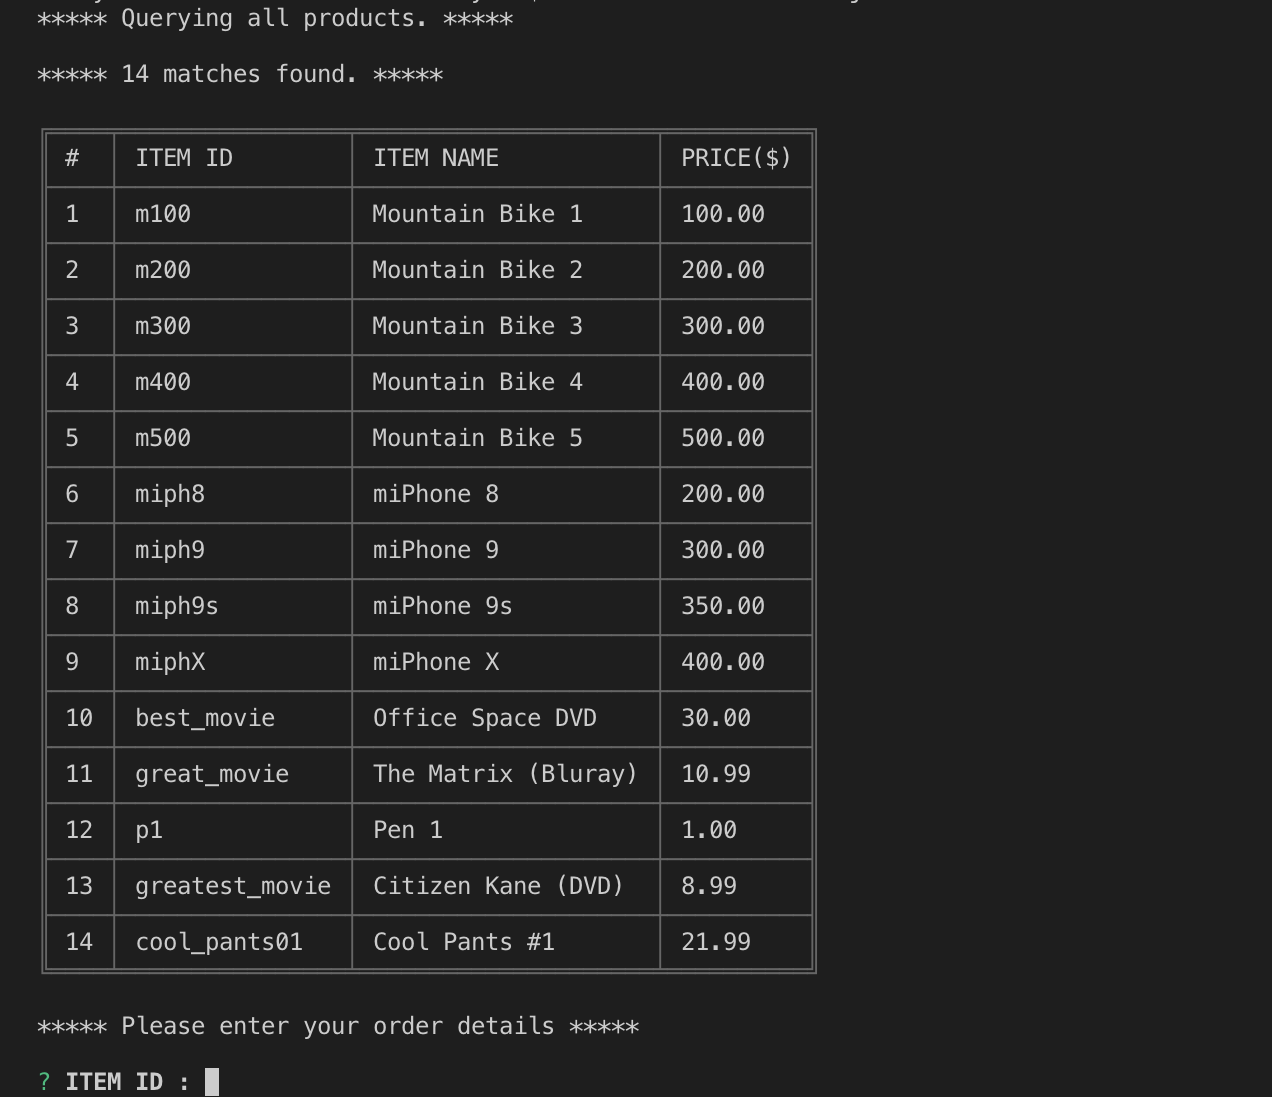 ***** Querying all products. *****
***** 14 matches found. *****
# ITEM ID ITEM NAME PRICE($)
1 m100 Mountain Bike 1 100.00
2 m200 Mountain Bike 2 200.00
3 m300 Mountain Bike 3 300.00
4 m400 Mountain Bike 4 400.00
5 m500 Mountain Bike 5 500.00
6 miph8 miPhone 8 200.00
7 miph9 miPhone 9 300.00
8 miph9s miPhone 9s 350.00
9 miphX miPhone X 400.00
10 best_movie Office Space DVD 30.00
11 great_movie The Matrix (Bluray) 10.99
12 p1 Pen 1 1.00
13 greatest_movie Citizen Kane (DVD) 8.99
14 cool_pants01 Cool Pants #1 21.99
***** Please enter your order details *****
? ITEM ID :